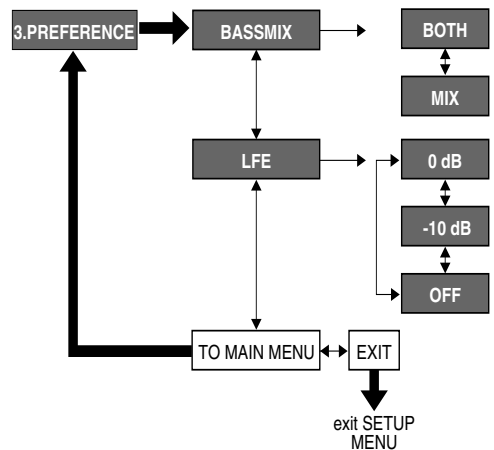 3.PREFERENCE
BASSMIX
BOTH
MIX
LFE
0 dB
-10 dB
OFF
TO MAIN MENU
EXIT
exit SETUP
MENU